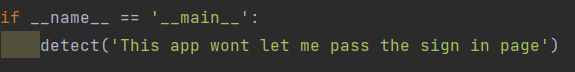 if __name__ == '__main__':
    detect('This app wont let me pass the sign in page')